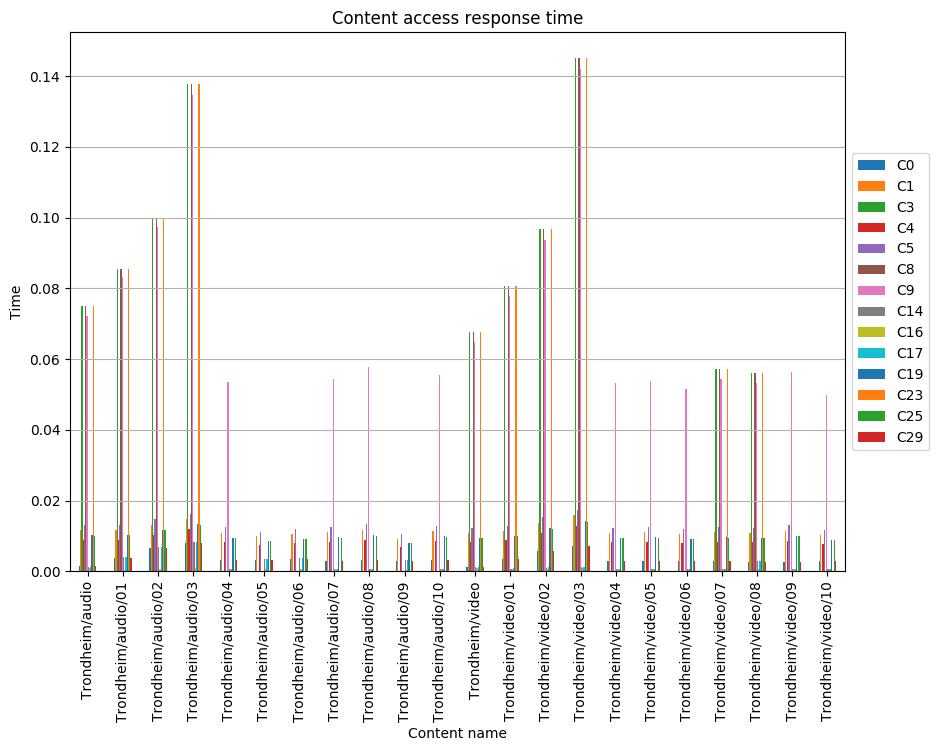 Content access response time
Time
0.14
0.12
0.10
0.08
0.06
0.04
0.02
0.00
Trondheim/audio
Trondheim/audio/01
Trondheim/audio/02
Trondheim/audio/03
Trondheim/audio/04
Trondheim/audio/05
Trondheim/audio/06
Trondheim/audio/07
Trondheim/audio/08
Trondheim/audio/09
Trondheim/audio/10
Trondheim/video
Trondheim/video/01
Trondheim/video/02
Trondheim/video/03
Trondheim/video/04
Trondheim/video/05
Trondheim/video/06
Trondheim/video/07
Trondheim/video/08
Trondheim/video/09
Trondheim/video/10
Content name
C0
C1
C3
C4
C5
C8
C9
C14
C16
C17
C19
C23
C25
C29